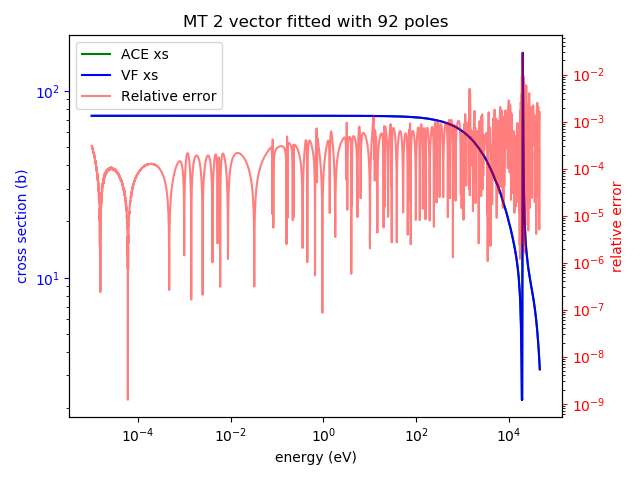 MT 2 vector fitted with 92 poles
ACE xs
VF xs
Relative error
cross section (b)
10²
10¹
10⁻⁴
10⁻²
10⁰
10²
10⁴
energy (eV)
10⁻²
10⁻³
10⁻⁴
10⁻⁵
10⁻⁶
10⁻⁷
10⁻⁸
10⁻⁹
relative error